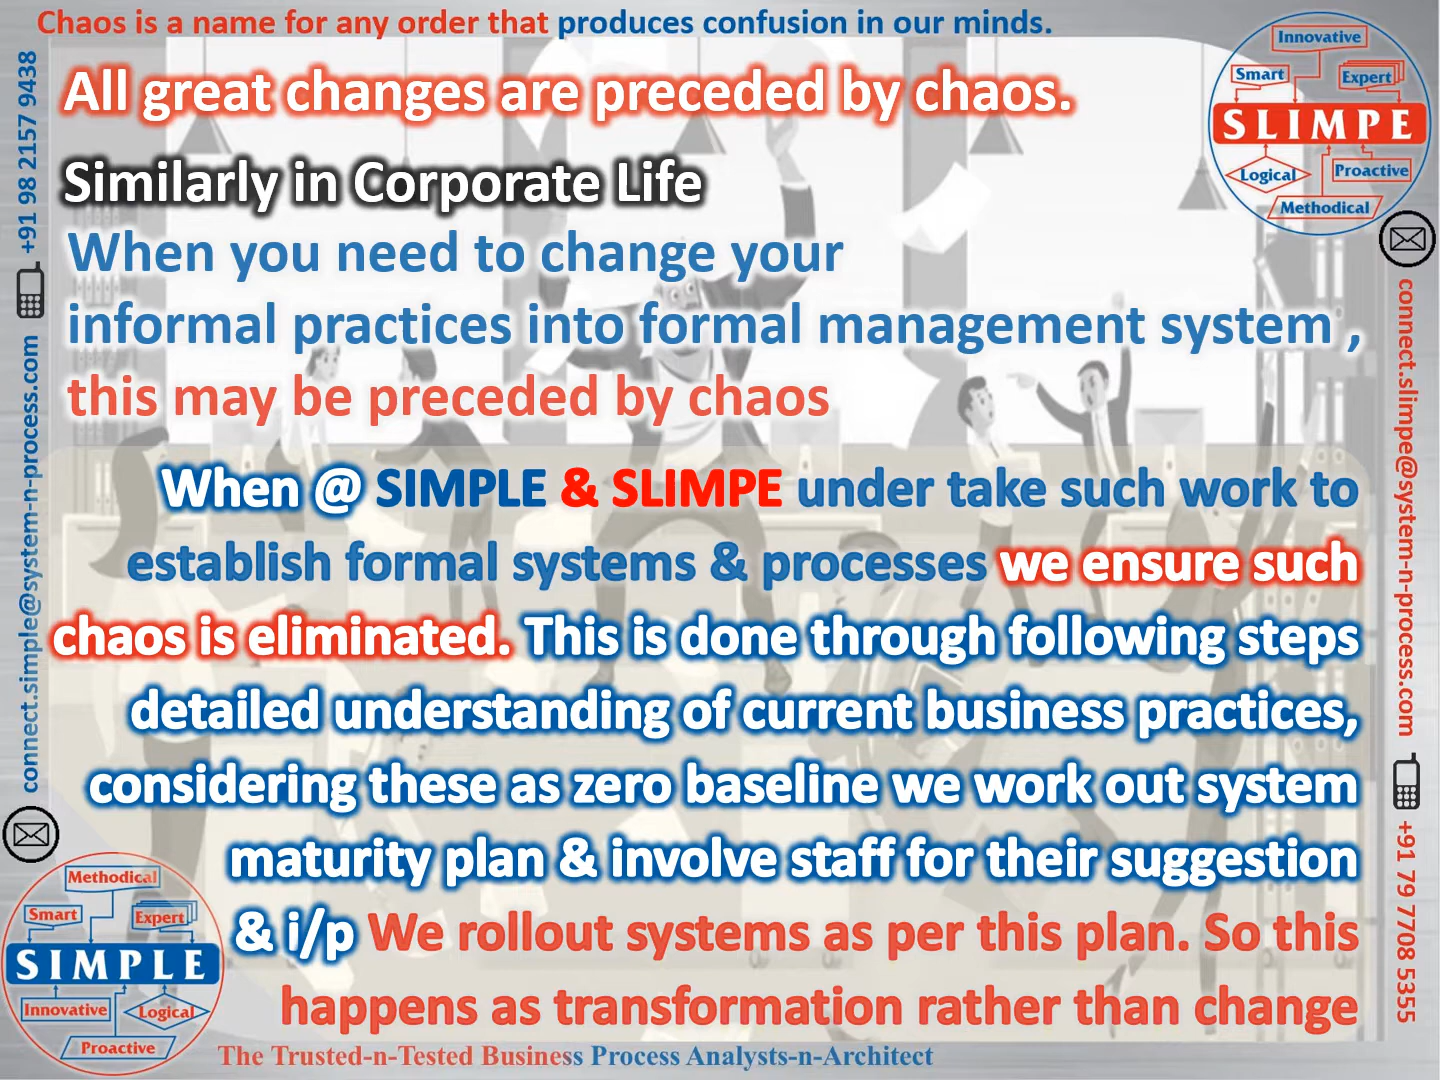 Chaos is a name for any order that produces confusion in our minds.
All great changes are preceded by chaos.
Similarly in Corporate Life
When you need to change your
informal practices into formal management system ,
this may be preceded by chaos
When @ SIMPLE & SLIMPE under take such work to
establish formal systems & processes we ensure such
chaos is eliminated. This is done through following steps
detailed understanding of current business practices,
considering these as zero baseline we work out system
maturity plan & involve staff for their suggestion
& i/p We rollout systems as per this plan. So this
happens as transformation rather than change
The Trusted-n-Tested Business Process Analysts-n-Architect
connect.simple@system-n-process.com
+91 98 2157 9438
connect.slimpe@system-n-process.com
+91 79 7708 5355
Innovative
Smart
Expert
SLIMPE
Logical
Proactive
Methodical
Methodical
Smart
Expert
SIMPLE
Innovative
Logical
Proactive